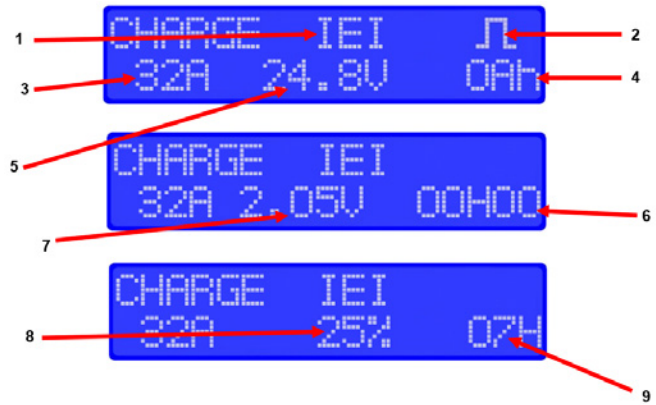 1 CHARGE IEI 2
3 32A 24.8V 0Ah 4
5
CHARGE IEI
32A 2.05V 00H00 6
7
CHARGE IEI
8 32A 25% 07H
9